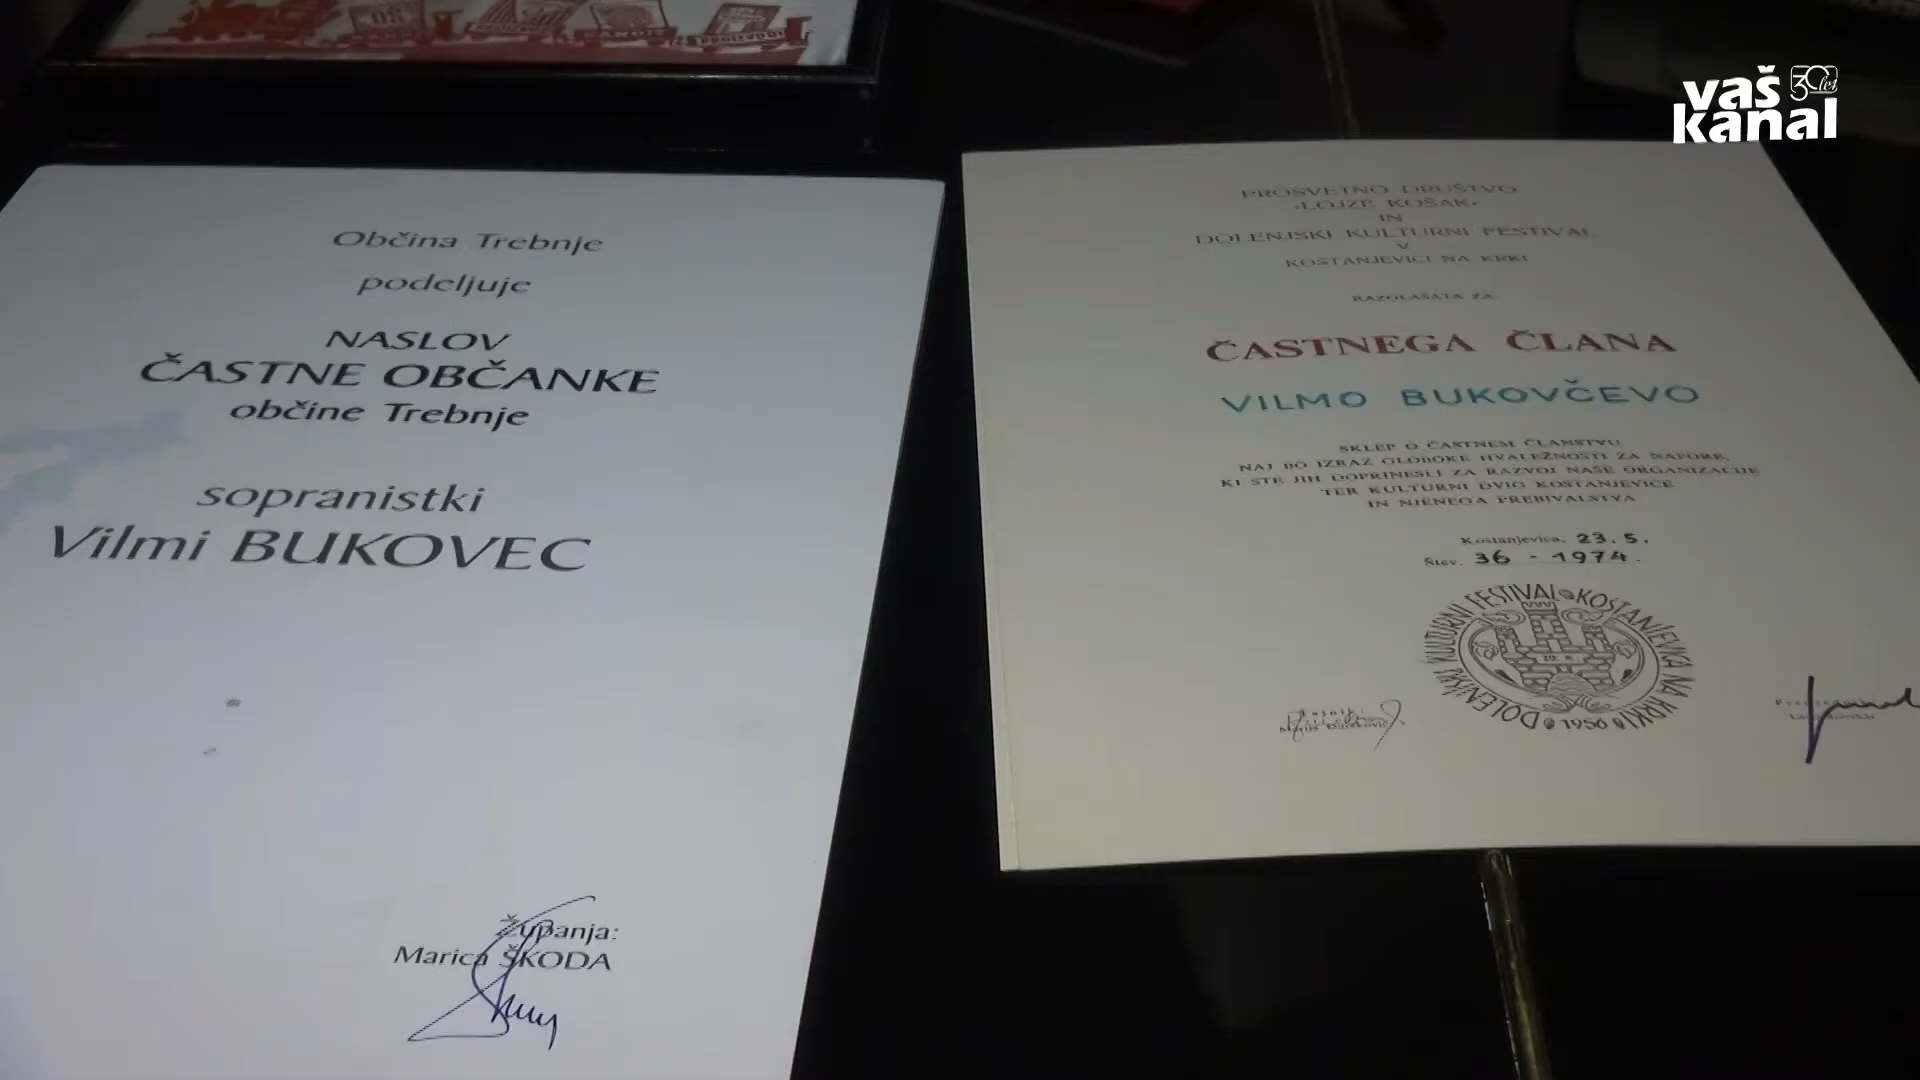 vaš 30 let
kanal
Občina Trebnje
podeljuje
NASLOV
ČASTNE OBČANKE
občine Trebnje
sopranistki
Vilmi BUKOVEC
Županja:
Marica ŠKODA
PROSVETNO DRUŠTVO
»LOJZE KOŠAK«
IN
DOLENJSKI KULTURNI FESTIVAL
V
KOSTANJEVICI NA KRKI
RAZGLAŠATA ZA
ČASTNEGA ČLANA
VILMO BUKOVČEVO
SKLEP O ČASTNEM ČLANSTVU
NAJ BO IZRAZ GLOBOKE HVALEŽNOSTI ZA NAPORE,
KI STE JIH DOPRINESLI ZA RAZVOJ NAŠE ORGANIZACIJE
TER KULTURNI DVIG KOSTANJEVICE
IN NJENEGA PREBIVALSTVA
Kostanjevica, 23. 5.
Štev. 36 - 1974.
DOLENJSKI KULTURNI FESTIVAL KOSTANJEVICA NA KRKI
1956